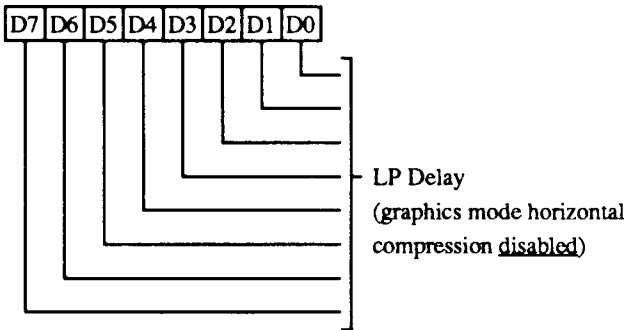 D7 D6 D5 D4 D3 D2 D1 D0
LP Delay
(graphics mode horizontal
compression disabled)